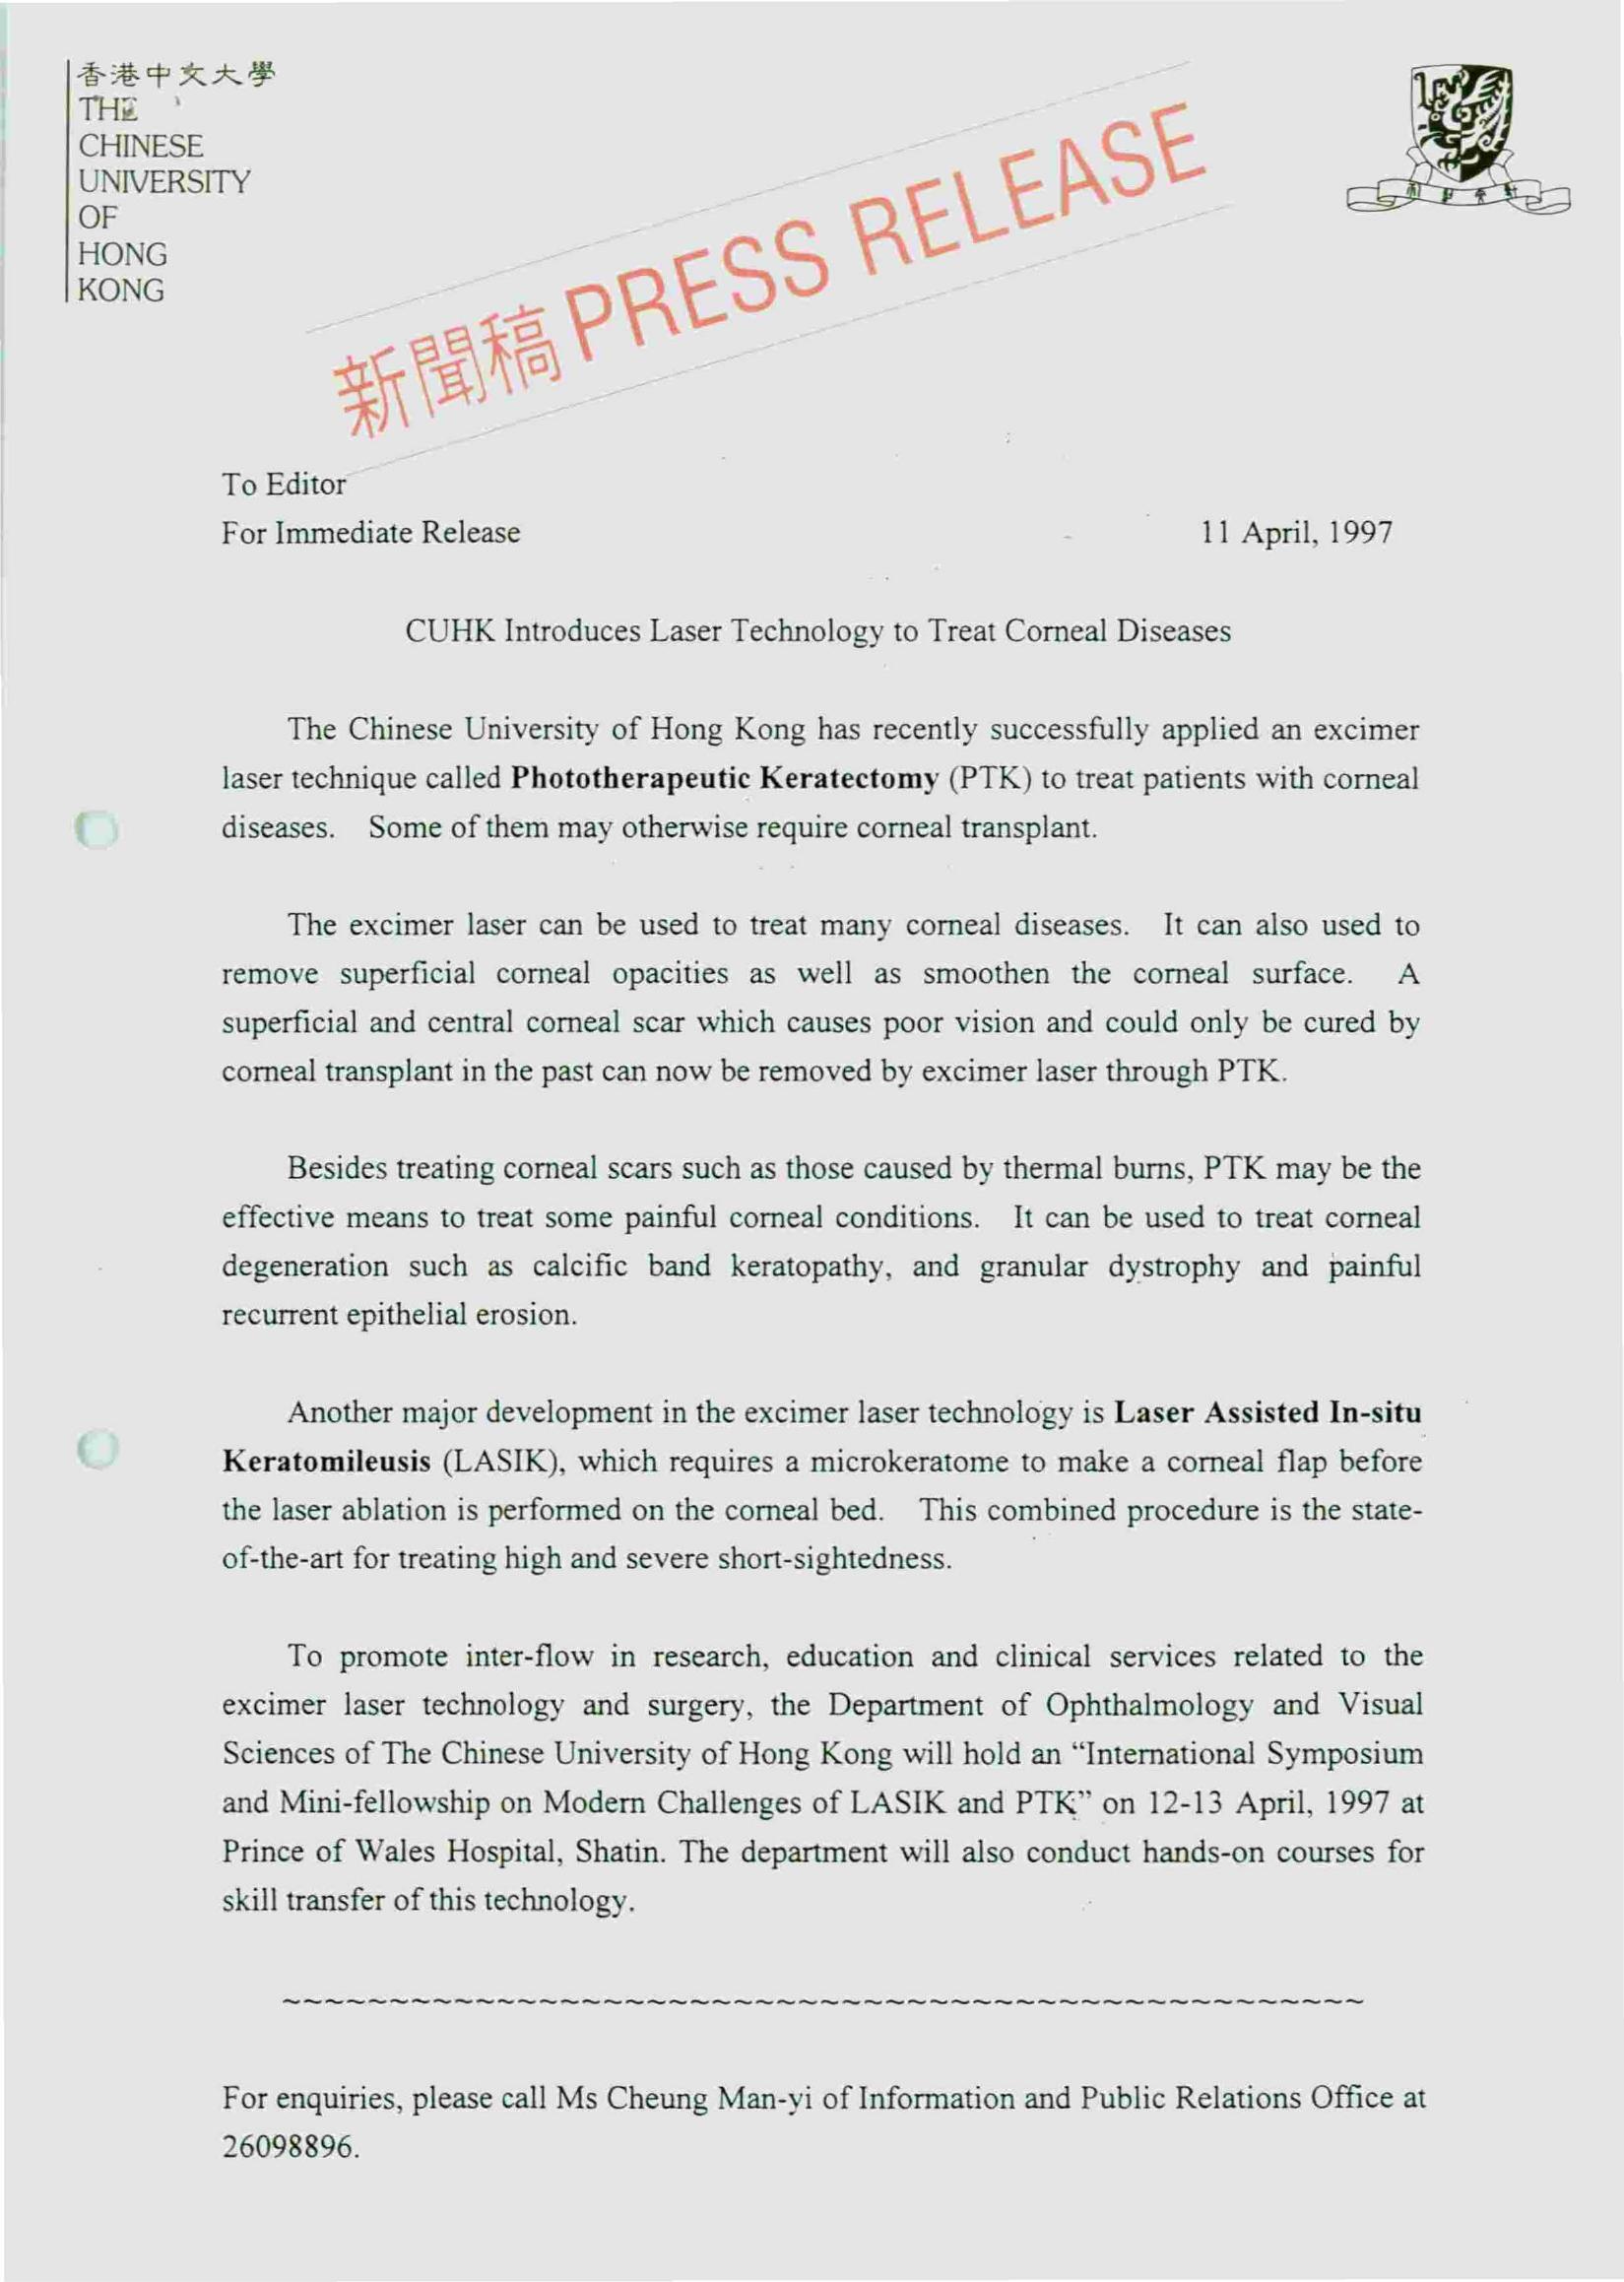 香港中文大學
THE
CHINESE
UNIVERSITY
OF
HONG
KONG
新聞稿 PRESS RELEASE
To Editor
For Immediate Release 11 April, 1997
CUHK Introduces Laser Technology to Treat Corneal Diseases
The Chinese University of Hong Kong has recently successfully applied an excimer
laser technique called Phototherapeutic Keratectomy (PTK) to treat patients with corneal
diseases. Some of them may otherwise require corneal transplant.
The excimer laser can be used to treat many corneal diseases. It can also used to
remove superficial corneal opacities as well as smoothen the corneal surface. A
superficial and central corneal scar which causes poor vision and could only be cured by
corneal transplant in the past can now be removed by excimer laser through PTK.
Besides treating corneal scars such as those caused by thermal burns, PTK may be the
effective means to treat some painful corneal conditions. It can be used to treat corneal
degeneration such as calcific band keratopathy, and granular dystrophy and painful
recurrent epithelial erosion.
Another major development in the excimer laser technology is Laser Assisted In-situ
Keratomileusis (LASIK), which requires a microkeratome to make a corneal flap before
the laser ablation is performed on the corneal bed. This combined procedure is the state-
of-the-art for treating high and severe short-sightedness.
To promote inter-flow in research, education and clinical services related to the
excimer laser technology and surgery, the Department of Ophthalmology and Visual
Sciences of The Chinese University of Hong Kong will hold an “International Symposium
and Mini-fellowship on Modern Challenges of LASIK and PTK” on 12-13 April, 1997 at
Prince of Wales Hospital, Shatin. The department will also conduct hands-on courses for
skill transfer of this technology.
For enquiries, please call Ms Cheung Man-yi of Information and Public Relations Office at
26098896.